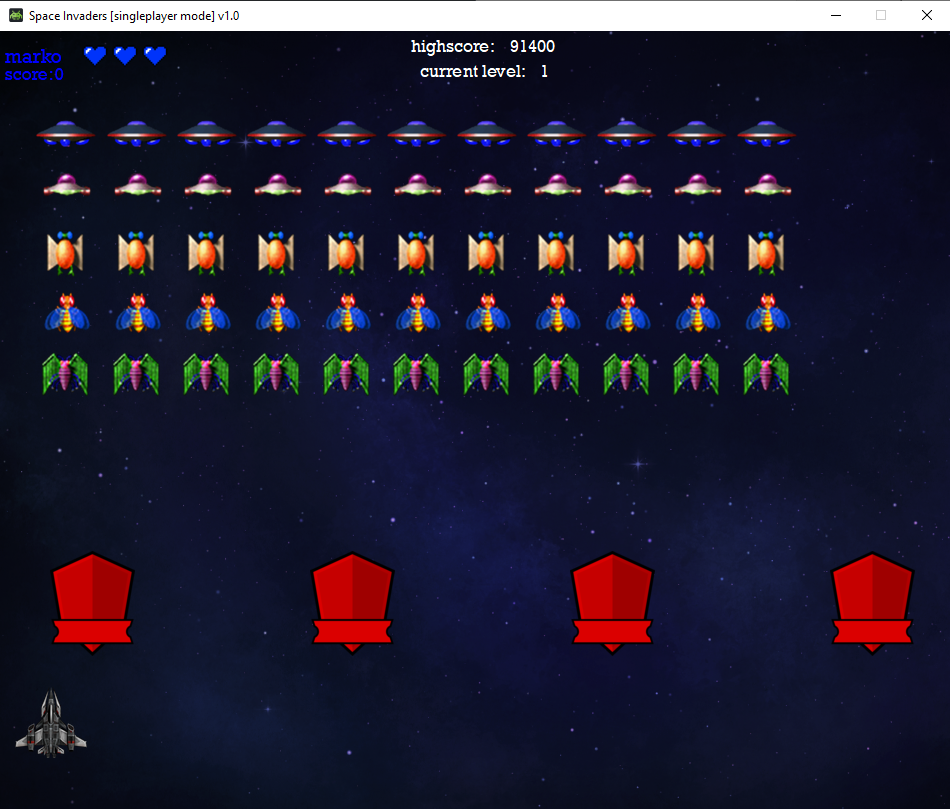 Space Invaders [singleplayer mode] v1.0
marko
score:0
highscore: 91400
current level: 1